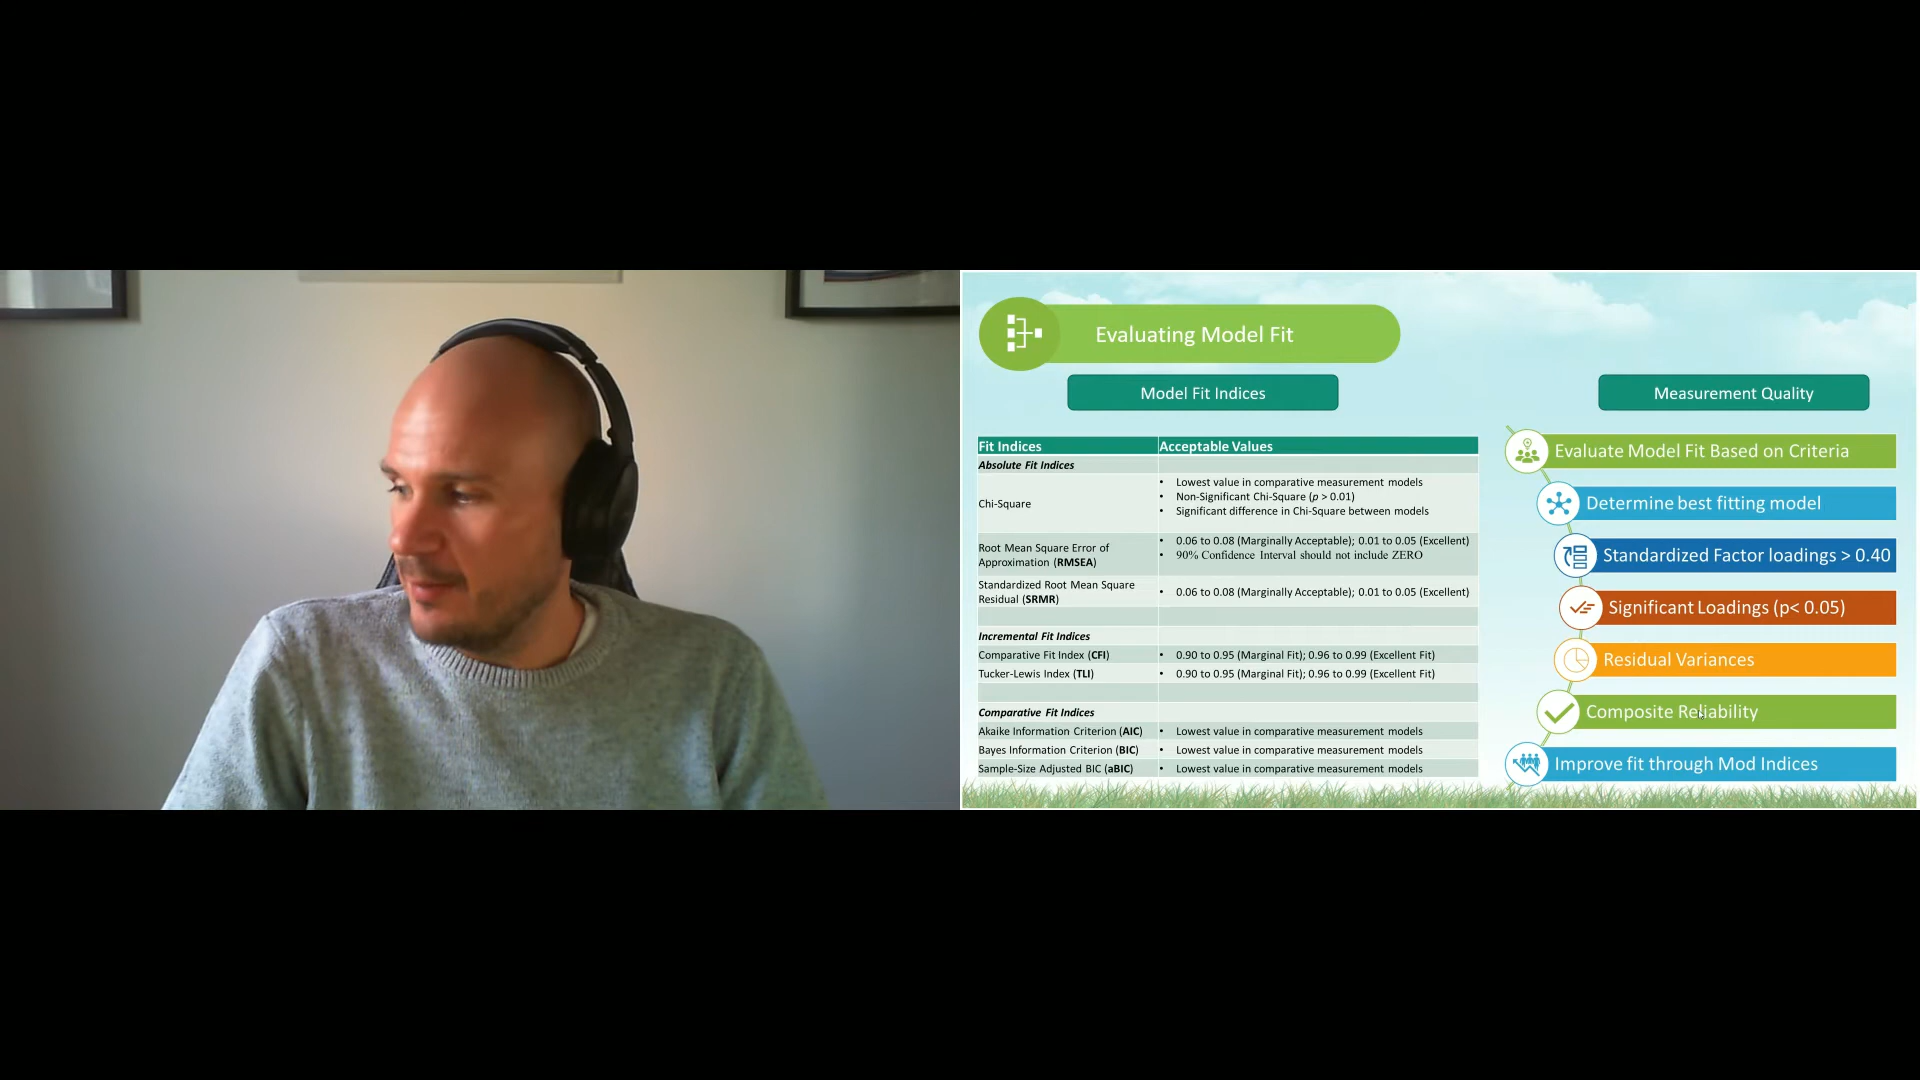 Evaluating Model Fit
Model Fit Indices
Fit Indices
Acceptable Values
Absolute Fit Indices
Chi-Square
• Lowest value in comparative measurement models
• Non-Significant Chi-Square (p > 0.01)
• Significant difference in Chi-Square between models
Root Mean Square Error of
Approximation (RMSEA)
• 0.06 to 0.08 (Marginally Acceptable); 0.01 to 0.05 (Excellent)
• 90% Confidence Interval should not include ZERO
Standardized Root Mean Square
Residual (SRMR)
• 0.06 to 0.08 (Marginally Acceptable); 0.01 to 0.05 (Excellent)
Incremental Fit Indices
Comparative Fit Index (CFI)
• 0.90 to 0.95 (Marginal Fit); 0.96 to 0.99 (Excellent Fit)
Tucker-Lewis Index (TLI)
• 0.90 to 0.95 (Marginal Fit); 0.96 to 0.99 (Excellent Fit)
Comparative Fit Indices
Akaike Information Criterion (AIC)
• Lowest value in comparative measurement models
Bayes Information Criterion (BIC)
• Lowest value in comparative measurement models
Sample-Size Adjusted BIC (aBIC)
• Lowest value in comparative measurement models
Measurement Quality
Evaluate Model Fit Based on Criteria
Determine best fitting model
Standardized Factor loadings > 0.40
Significant Loadings (p< 0.05)
Residual Variances
Composite Reliability
Improve fit through Mod Indices